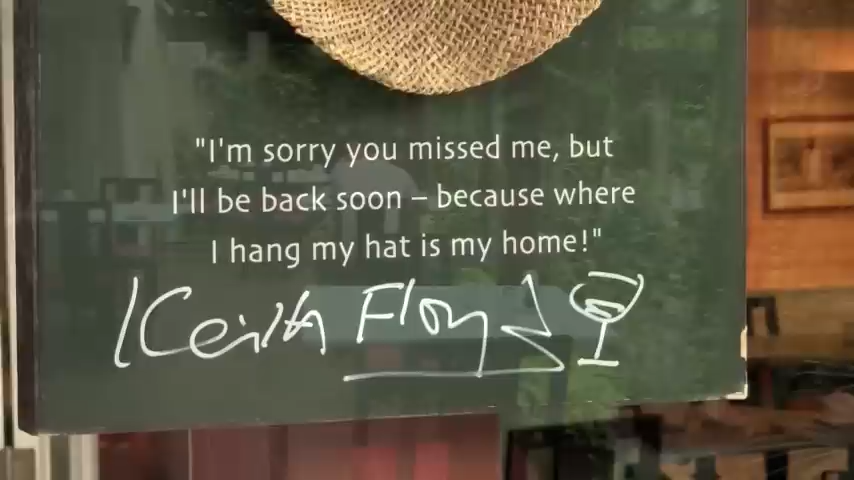 "I'm sorry you missed me, but
I'll be back soon – because where
I hang my hat is my home!"
Keith Floyd